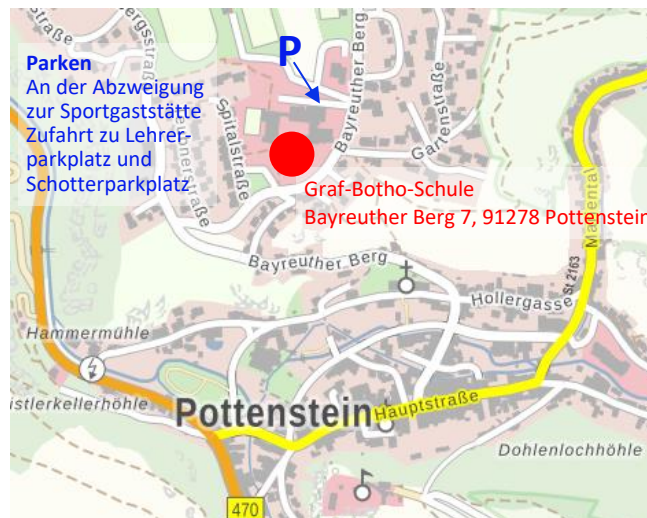 Parken
An der Abzweigung
zur Sportgaststätte
Zufahrt zu Lehrer-
parkplatz und
Schotterparkplatz
P
Bayreuther Berg
Spitalstraße
Gartenstraße
Graf-Botho-Schule
Bayreuther Berg 7, 91278 Pottenstein
Mariental
St 2163
Bayreuther Berg
Hollergasse
Hammermühle
istlerkellerhöhle
Pottenstein
Hauptstraße
Dohlenlochhöhle
470